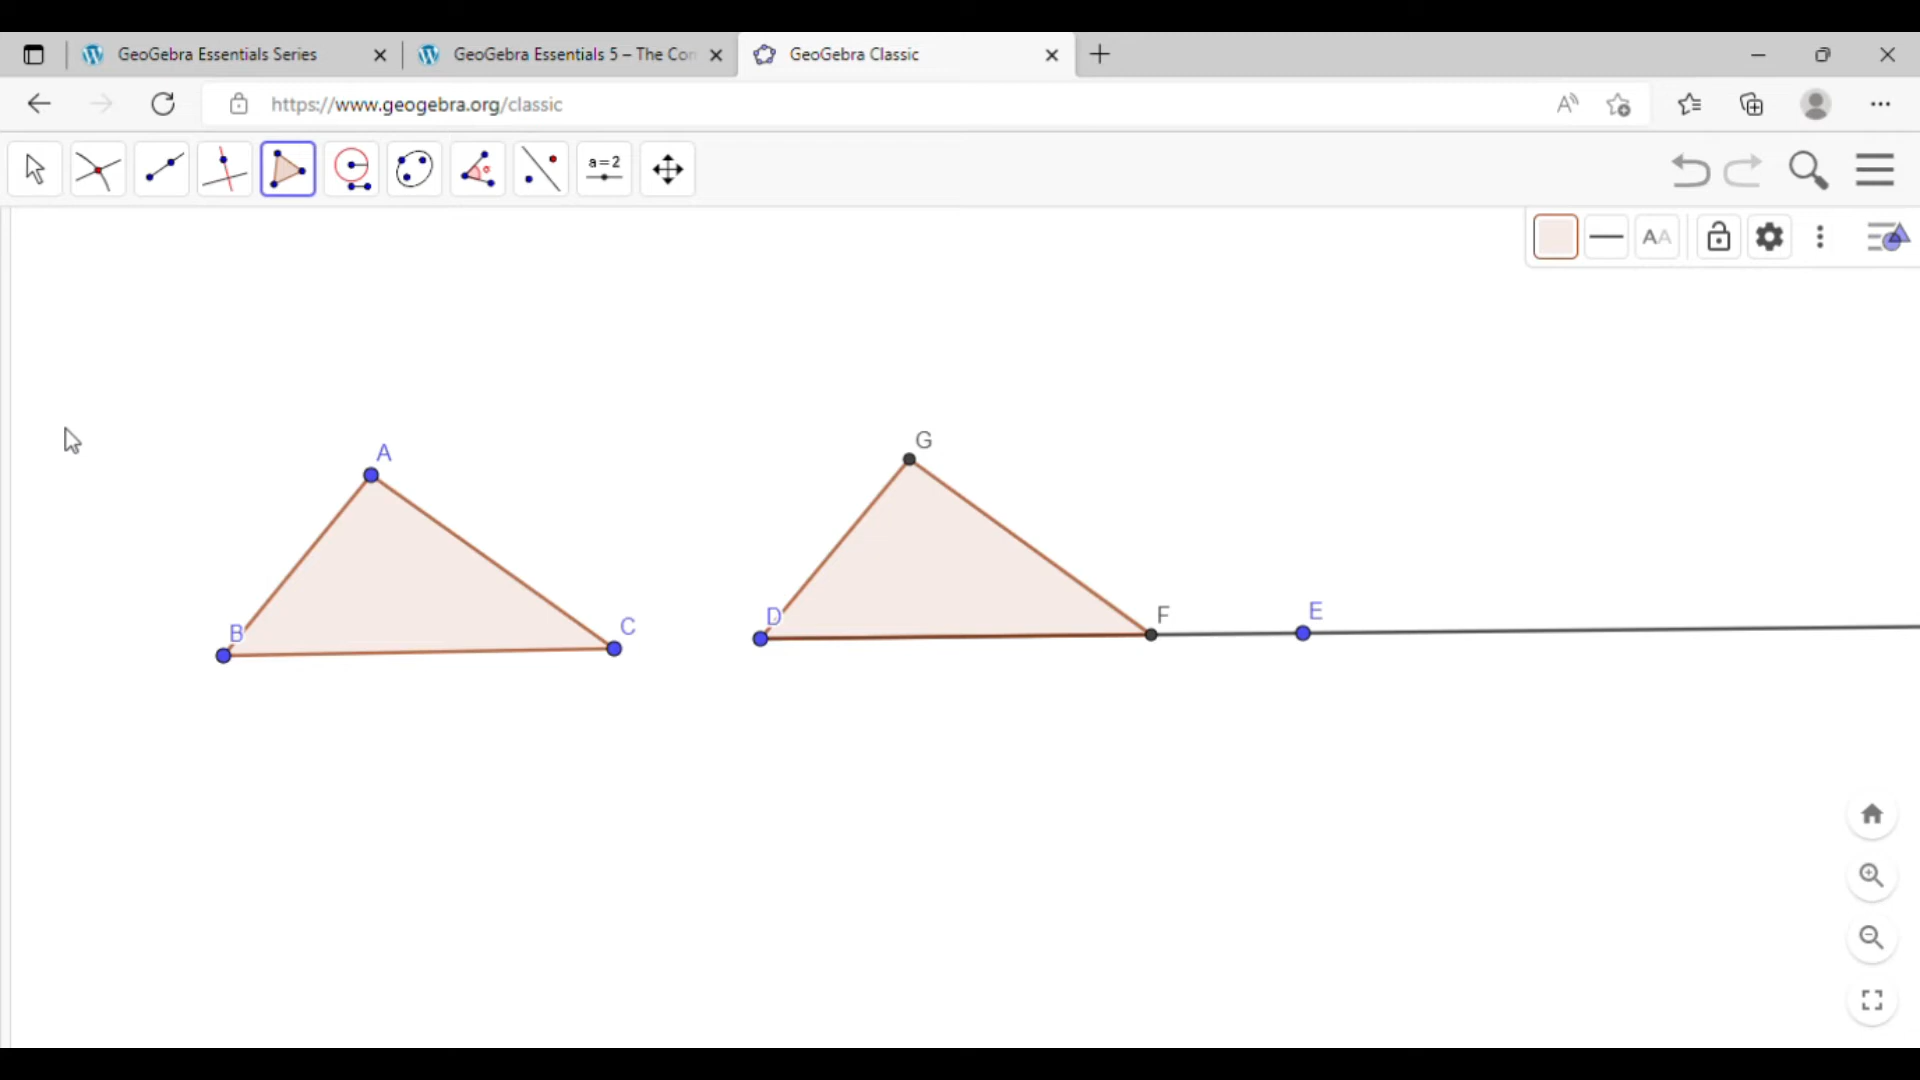 GeoGebra Essentials Series
GeoGebra Essentials 5 – The Con
GeoGebra Classic
https://www.geogebra.org/classic
a=2
AA
A
B
C
G
D
F
E